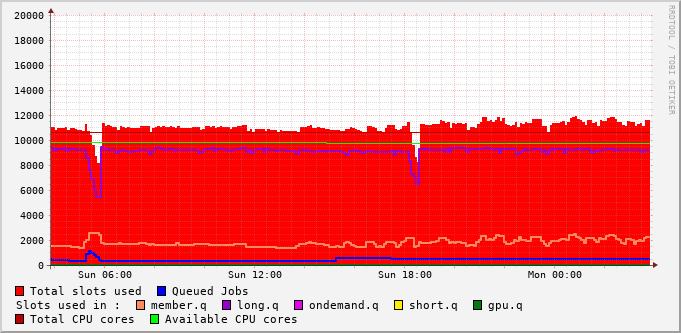 20000
18000
16000
14000
12000
10000
8000
6000
4000
2000
0
Sun 06:00 Sun 12:00 Sun 18:00 Mon 00:00
Total slots used Queued Jobs
Slots used in : member.q long.q ondemand.q short.q gpu.q
Total CPU cores Available CPU cores
RRDTOOL / TOBI OETIKER